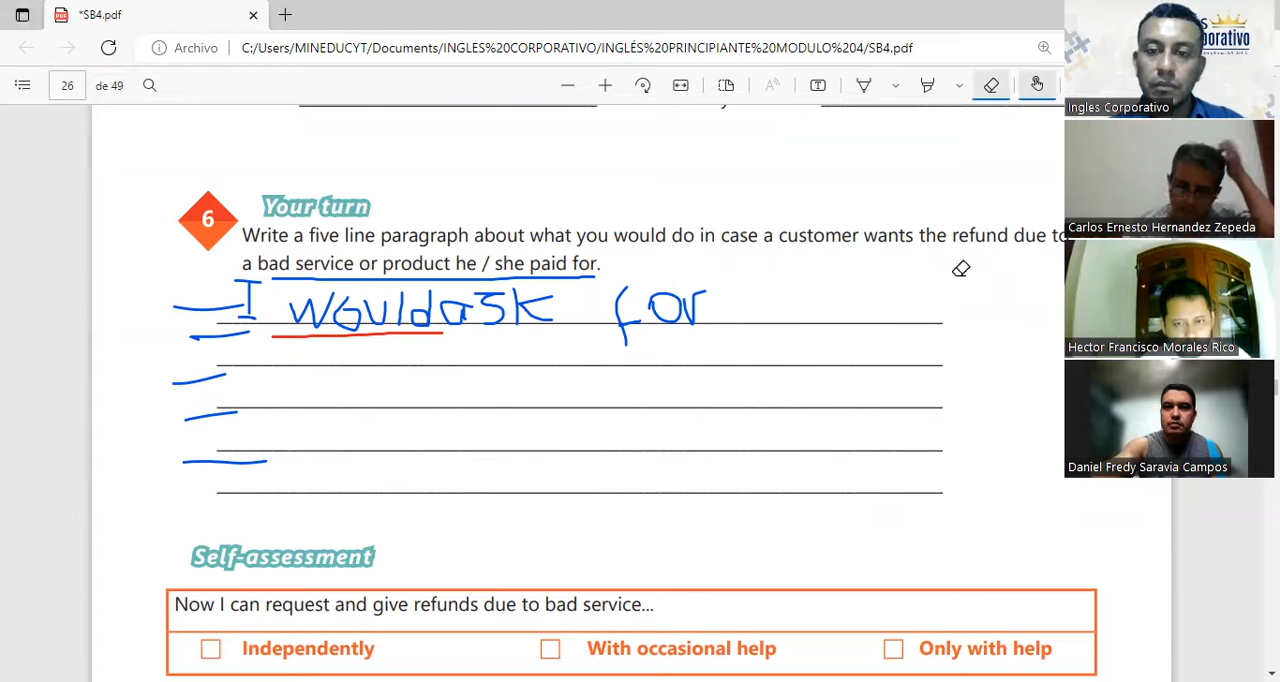 *SB4.pdf
Archivo
C:/Users/MINEDUCYT/Documents/INGLES%20CORPORATIVO/INGLÉS%20PRINCIPIANTE%20MODULO%204/SB4.pdf
26 de 49
6
Your turn
Write a five line paragraph about what you would do in case a customer wants the refund due to
a bad service or product he / she paid for.
I would ask for
Self-assessment
Now I can request and give refunds due to bad service...
Independently
With occasional help
Only with help
Ingles Corporativo
Carlos Ernesto Hernandez Zepeda
Hector Francisco Morales Rico
Daniel Fredy Saravia Campos